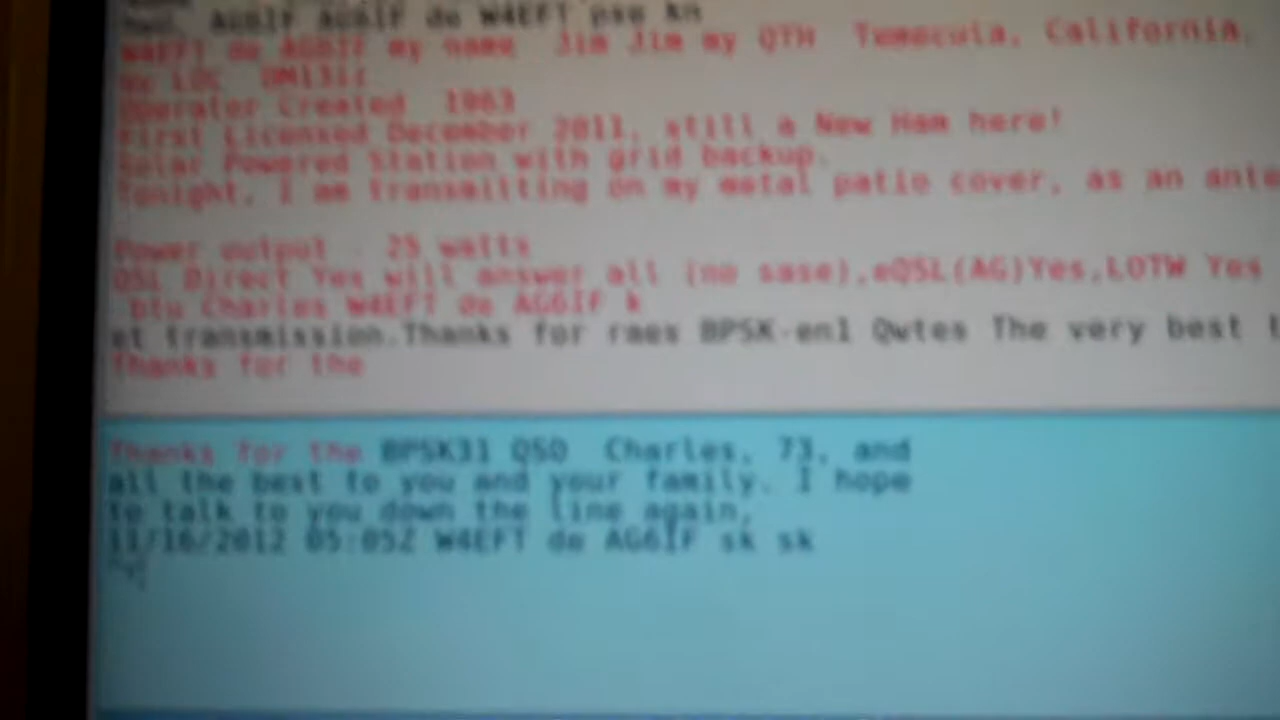 AG6IF AG6IF de W4EFT pse kn
W4EFT de AG6IF my name Jim Jim my QTH Temecula, California,
my LOC DM13ii
Operator Created 1963
First Licensed December 2011, still a New Ham here!
Solar Powered Station with grid backup.
Tonight, I am transmitting on my metal patio cover, as an ante
Power output - 25 watts
QSL Direct Yes will answer all (no sase),eQSL(AG)Yes,LOTW Yes
btu Charles W4EFT de AG6IF k
et transmission.Thanks for raes BPSK-en1 Qwtes The very best t
Thanks for the
Thanks for the BPSK31 QSO Charles, 73, and
all the best to you and your family. I hope
to talk to you down the line again,
11/16/2012 05:05Z W4EFT de AG6IF sk sk
^r